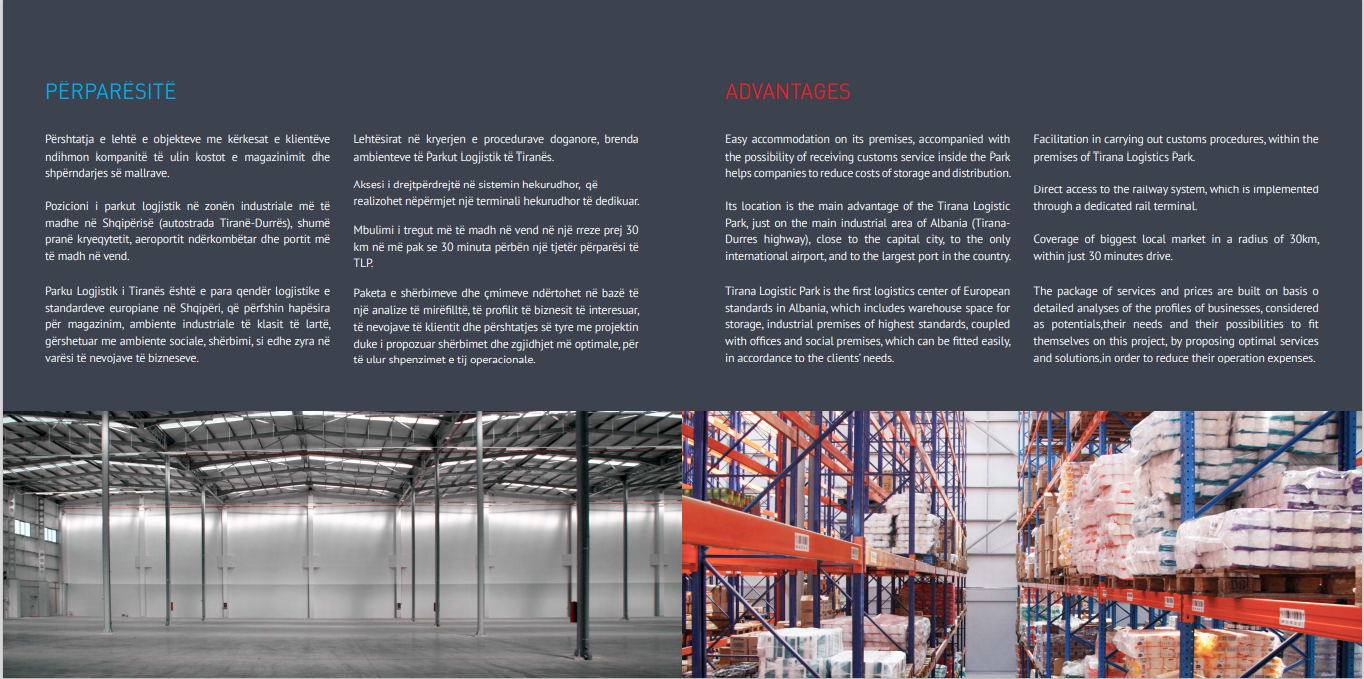 PËRPARËSITË
Përshtatja e lehtë e objekteve me kërkesat e klientëve
ndihmon kompanitë të ulin kostot e magazinimit dhe
shpërndarjes së mallrave.
Pozicioni i parkut logjistik në zonën industriale më të
madhe në Shqipërisë (autostrada Tiranë-Durrës), shumë
pranë kryeqytetit, aeroportit ndërkombëtar dhe portit më
të madh në vend.
Parku Logjistik i Tiranës është e para qendër logjistike e
standardeve europiane në Shqipëri, që përfshin hapësira
për magazinim, ambiente industriale të klasit të lartë,
gërshetuar me ambiente sociale, shërbimi, si edhe zyra në
varësi të nevojave të bizneseve.
Lehtësirat në kryerjen e procedurave doganore, brenda
ambienteve të Parkut Logjistik të Tiranës.
Aksesi i drejtpërdrejtë në sistemin hekurudhor, që
realizohet nëpërmjet një terminali hekurudhor të dedikuar.
Mbulimi i tregut më të madh në vend në një rreze prej 30
km në më pak se 30 minuta përbën një tjetër përparësi të
TLP.
Paketa e shërbimeve dhe çmimeve ndërtohet në bazë të
një analize të mirëfilltë, të profilit të biznesit të interesuar,
të nevojave të klientit dhe përshtatjes së tyre me projektin
duke i propozuar shërbimet dhe zgjidhjet më optimale, për
të ulur shpenzimet e tij operacionale.
ADVANTAGES
Easy accommodation on its premises, accompanied with
the possibility of receiving customs service inside the Park
helps companies to reduce costs of storage and distribution.
Its location is the main advantage of the Tirana Logistic
Park, just on the main industrial area of Albania (Tirana-
Durres highway), close to the capital city, to the only
international airport, and to the largest port in the country.
Tirana Logistic Park is the first logistics center of European
standards in Albania, which includes warehouse space for
storage, industrial premises of highest standards, coupled
with offices and social premises, which can be fitted easily,
in accordance to the clients' needs.
Facilitation in carrying out customs procedures, within the
premises of Tirana Logistics Park.
Direct access to the railway system, which is implemented
through a dedicated rail terminal.
Coverage of biggest local market in a radius of 30km,
within just 30 minutes drive.
The package of services and prices are built on basis o
detailed analyses of the profiles of businesses, considered
as potentials,their needs and their possibilities to fit
themselves on this project, by proposing optimal services
and solutions,in order to reduce their operation expenses.